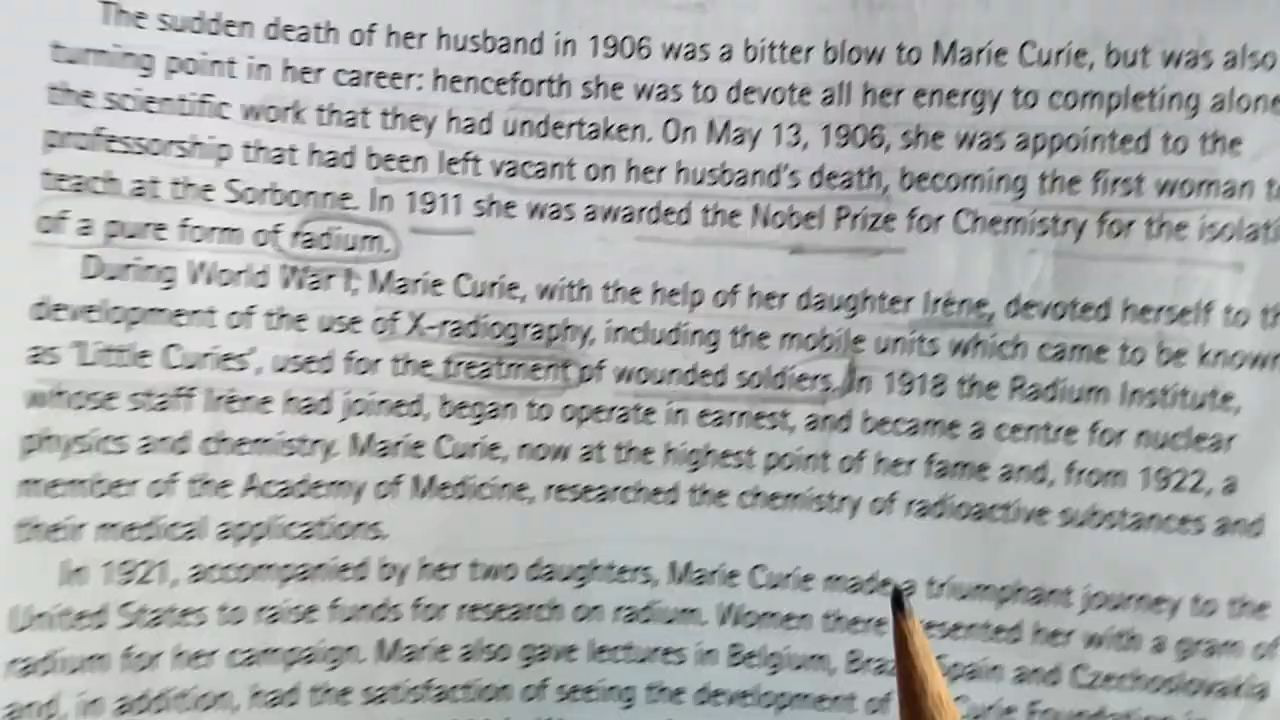 The sudden death of her husband in 1906 was a bitter blow to Marie Curie, but was also
turning point in her career: henceforth she was to devote all her energy to completing alone
the scientific work that they had undertaken. On May 13, 1906, she was appointed to the
professorship that had been left vacant on her husband's death, becoming the first woman t
teach at the Sorbonne. In 1911 she was awarded the Nobel Prize for Chemistry for the isolati
of a pure form of radium.
During World War I, Marie Curie, with the help of her daughter Irène, devoted herself to th
development of the use of X-radiography, including the mobile units which came to be known
as 'Little Curies', used for the treatment of wounded soldiers. In 1918 the Radium Institute,
whose staff Irène had joined, began to operate in earnest, and became a centre for nuclear
physics and chemistry. Marie Curie, now at the highest point of her fame and, from 1922, a
member of the Academy of Medicine, researched the chemistry of radioactive substances and
their medical applications.
In 1921, accompanied by her two daughters, Marie Curie made a triumphant journey to the
United States to raise funds for research on radium. Women there resented her with a gram of
radium for her campaign. Marie also gave lectures in Belgium, Braz Spain and Czechoslovakia
and, in addition, had the satisfaction of seeing the development of Curie Foundation